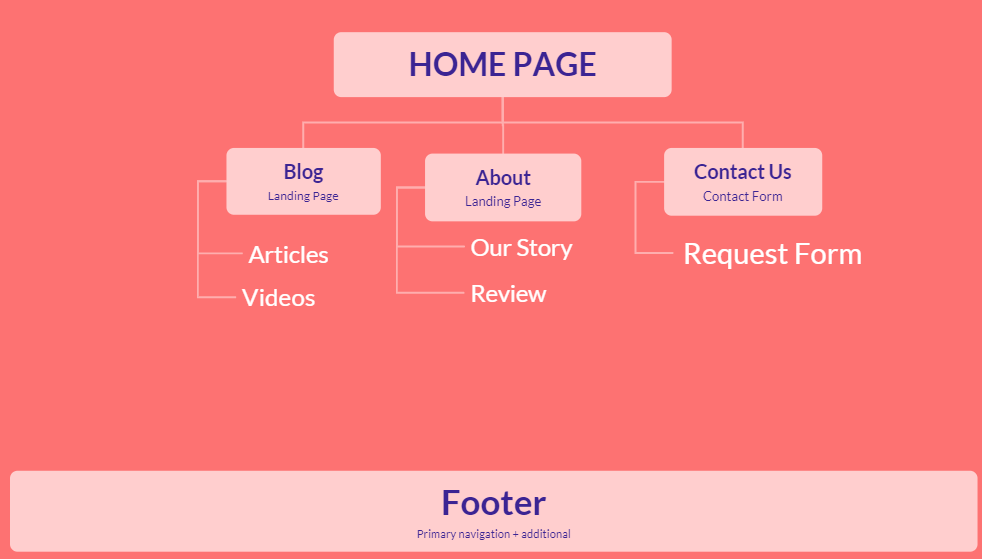 HOME PAGE
Blog
Landing Page
Articles
Videos
About
Landing Page
Our Story
Review
Contact Us
Contact Form
Request Form
Footer
Primary navigation + additional